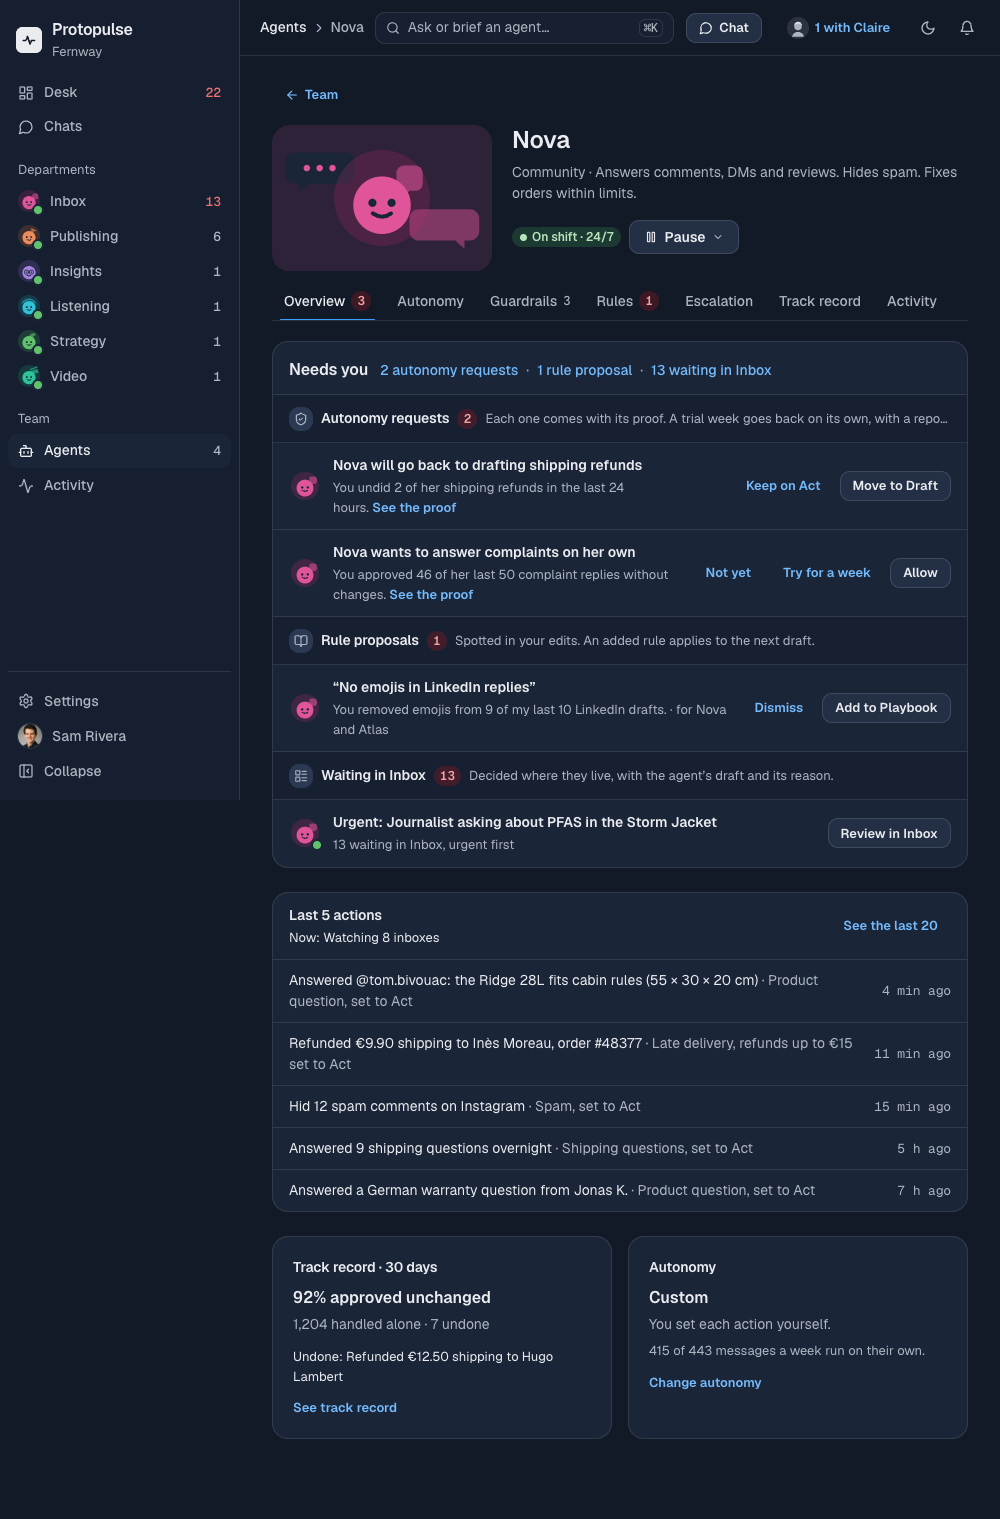 Protopulse
Fernway
Desk 22
Chats
Departments
Inbox 13
Publishing 6
Insights 1
Listening 1
Strategy 1
Video 1
Team
Agents 4
Activity
Settings
Sam Rivera
Collapse
Agents > Nova
Ask or brief an agent... ⌘K
Chat
1 with Claire
← Team
Nova
Community · Answers comments, DMs and reviews. Hides spam. Fixes
orders within limits.
On shift · 24/7
Pause
Overview 3 Autonomy Guardrails 3 Rules 1 Escalation Track record Activity
Needs you 2 autonomy requests · 1 rule proposal · 13 waiting in Inbox
Autonomy requests 2 Each one comes with its proof. A trial week goes back on its own, with a repo...
Nova will go back to drafting shipping refunds
You undid 2 of her shipping refunds in the last 24
hours. See the proof
Keep on Act Move to Draft
Nova wants to answer complaints on her own
You approved 46 of her last 50 complaint replies without
changes. See the proof
Not yet Try for a week Allow
Rule proposals 1 Spotted in your edits. An added rule applies to the next draft.
“No emojis in LinkedIn replies”
You removed emojis from 9 of my last 10 LinkedIn drafts. · for Nova
and Atlas
Dismiss Add to Playbook
Waiting in Inbox 13 Decided where they live, with the agent’s draft and its reason.
Urgent: Journalist asking about PFAS in the Storm Jacket
13 waiting in Inbox, urgent first
Review in Inbox
Last 5 actions
Now: Watching 8 inboxes
See the last 20
Answered @tom.bivouac: the Ridge 28L fits cabin rules (55 × 30 × 20 cm) · Product
question, set to Act
4 min ago
Refunded €9.90 shipping to Inès Moreau, order #48377 · Late delivery, refunds up to €15
set to Act
11 min ago
Hid 12 spam comments on Instagram · Spam, set to Act
15 min ago
Answered 9 shipping questions overnight · Shipping questions, set to Act
5 h ago
Answered a German warranty question from Jonas K. · Product question, set to Act
7 h ago
Track record · 30 days
92% approved unchanged
1,204 handled alone · 7 undone
Undone: Refunded €12.50 shipping to Hugo
Lambert
See track record
Autonomy
Custom
You set each action yourself.
415 of 443 messages a week run on their own.
Change autonomy